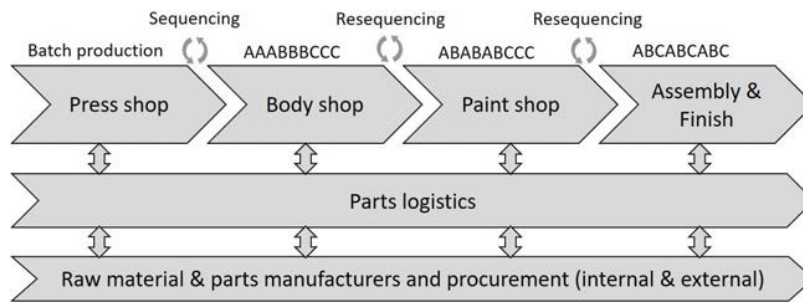 Sequencing
Resequencing
Resequencing
Batch production
AAABBBCCC
ABABABCCC
ABCABCABC
Press shop
Body shop
Paint shop
Assembly &
Finish
Parts logistics
Raw material & parts manufacturers and procurement (internal & external)